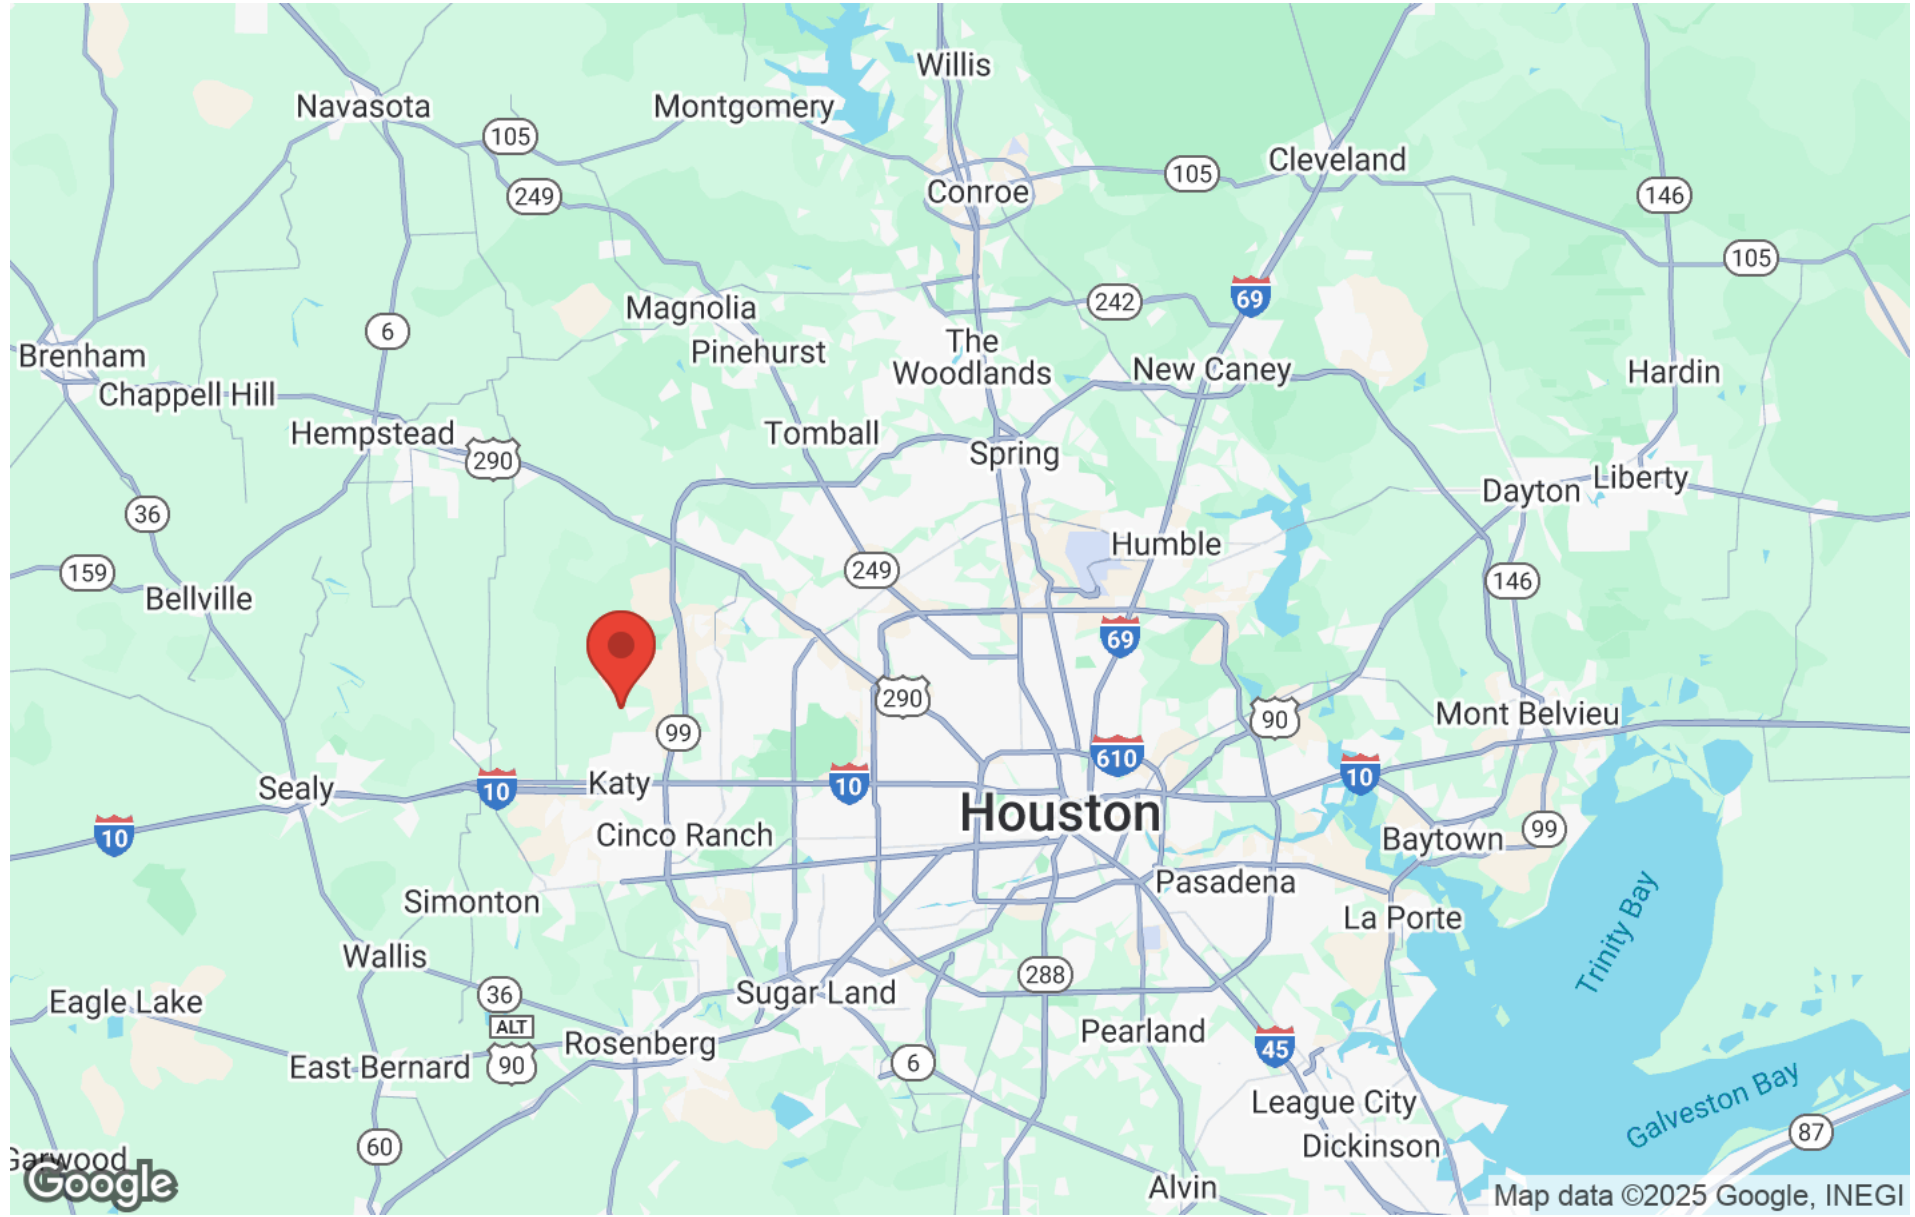 Willis
Navasota
Montgomery
105
Cleveland
105
Conroe
249
146
105
69
242
Magnolia
6
The
Woodlands
Pinehurst
Brenham
New Caney
Hardin
Chappell Hill
Hempstead
Tomball
290
Spring
Liberty
Dayton
36
Humble
159
249
146
Bellville
69
290
90
Mont Belvieu
99
610
Sealy
10
Katy
10
10
Houston
10
Cinco Ranch
99
Baytown
Simonton
Pasadena
La Porte
Trinity Bay
Wallis
288
Eagle Lake
36
Sugar Land
ALT
90
Rosenberg
Pearland
45
East Bernard
6
League City
Galveston Bay
60
Dickinson
87
Garwood
Google
Alvin
Map data ©2025 Google, INEGI